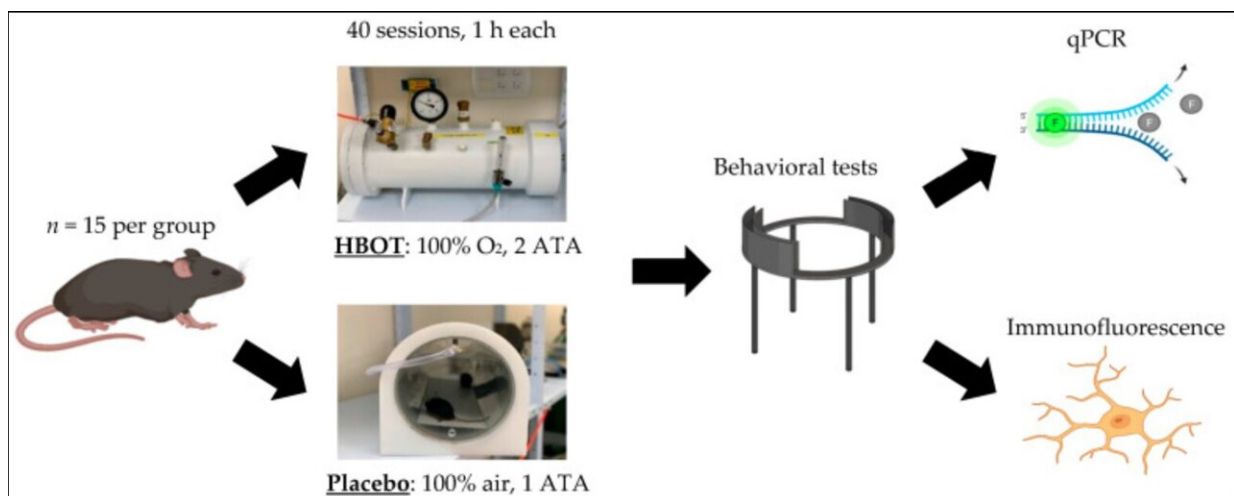 40 sessions, 1 h each
n = 15 per group
HBOT: 100% O₂, 2 ATA
Placebo: 100% air, 1 ATA
Behavioral tests
qPCR
F
F
F
Immunofluorescence